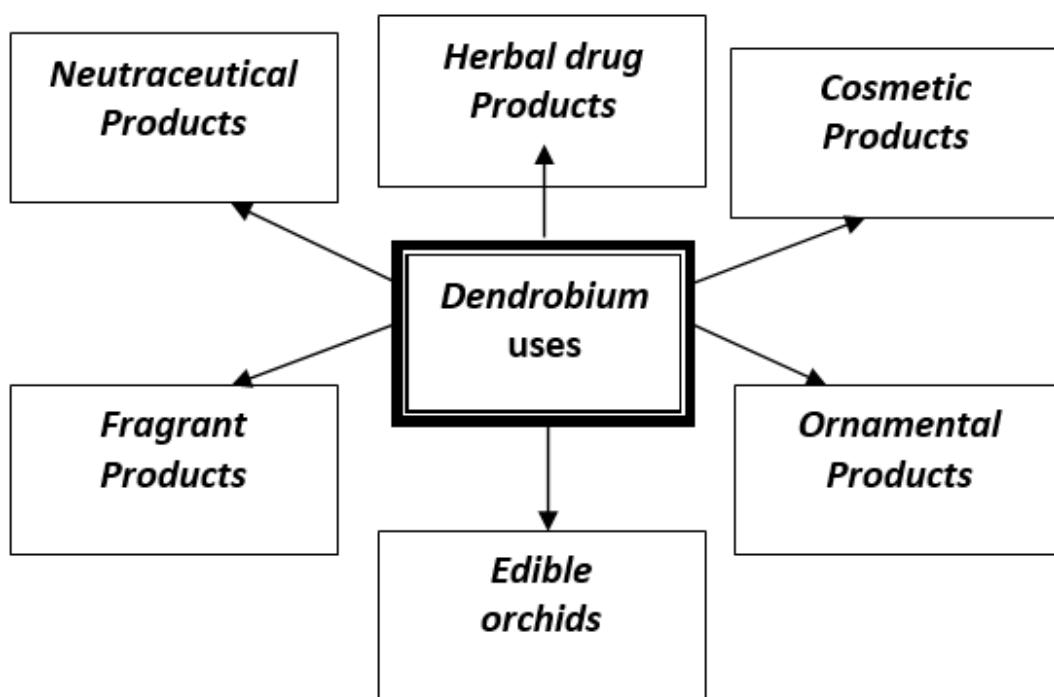 Neutraceutical
Products
Herbal drug
Products
Cosmetic
Products
Dendrobium
uses
Fragrant
Products
Ornamental
Products
Edible
orchids